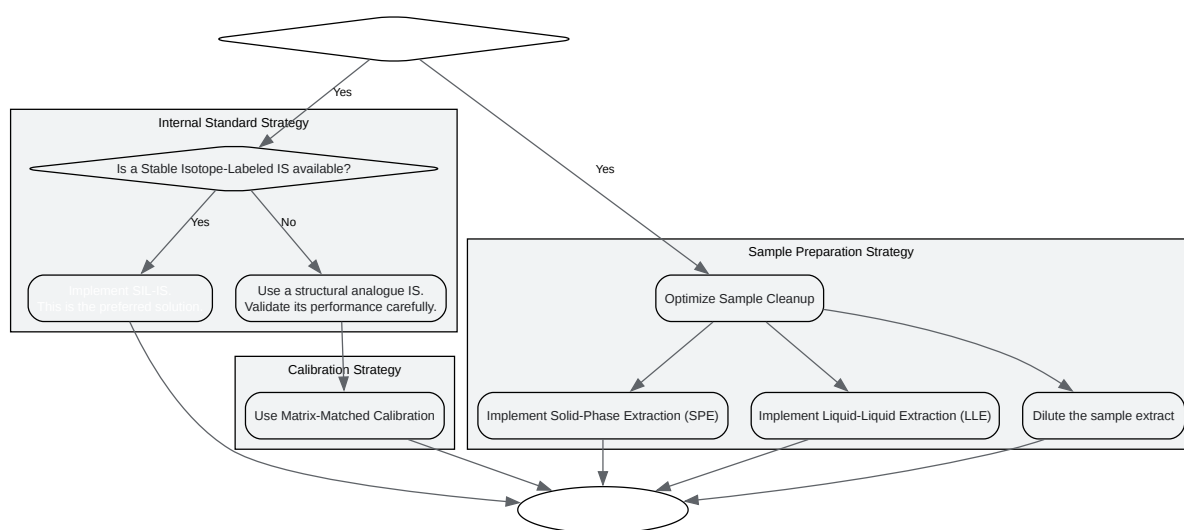 Yes
Internal Standard Strategy
Is a Stable Isotope-Labeled IS available?
Yes
Yes
No
Sample Preparation Strategy
Implement SIL-IS.
This is the preferred solution.
Use a structural analogue IS.
Validate its performance carefully.
Optimize Sample Cleanup
Calibration Strategy
Use Matrix-Matched Calibration
Implement Solid-Phase Extraction (SPE)
Implement Liquid-Liquid Extraction (LLE)
Dilute the sample extract